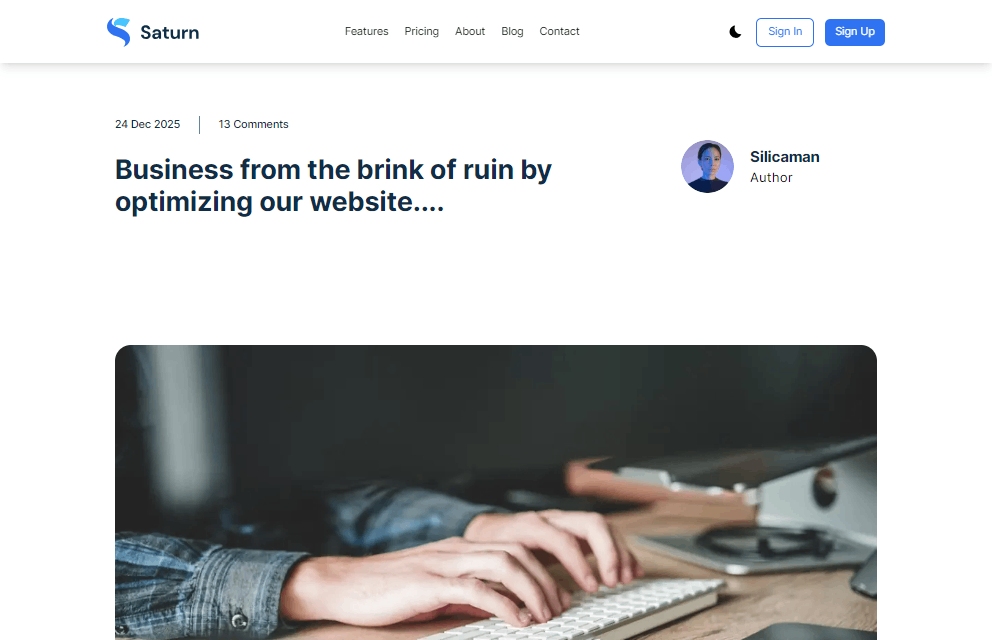 Saturn
Features Pricing About Blog Contact
Sign In
Sign Up
24 Dec 2025
13 Comments
Business from the brink of ruin by
optimizing our website....
Silicaman
Author